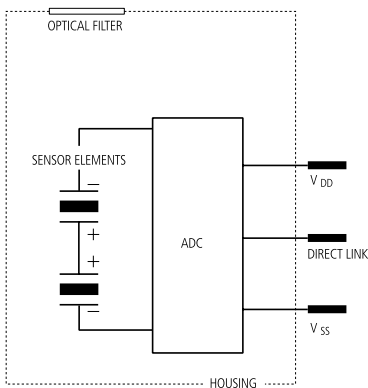 OPTICAL FILTER
SENSOR ELEMENTS
−
+
+
−
ADC
V DD
DIRECT LINK
V SS
HOUSING